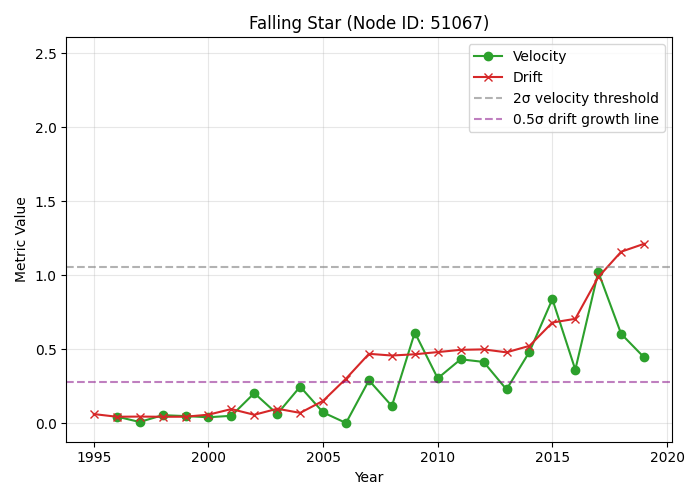 Falling Star (Node ID: 51067)
Velocity
Drift
2σ velocity threshold
0.5σ drift growth line
Metric Value
2.5
2.0
1.5
1.0
0.5
0.0
1995
2000
2005
2010
2015
2020
Year